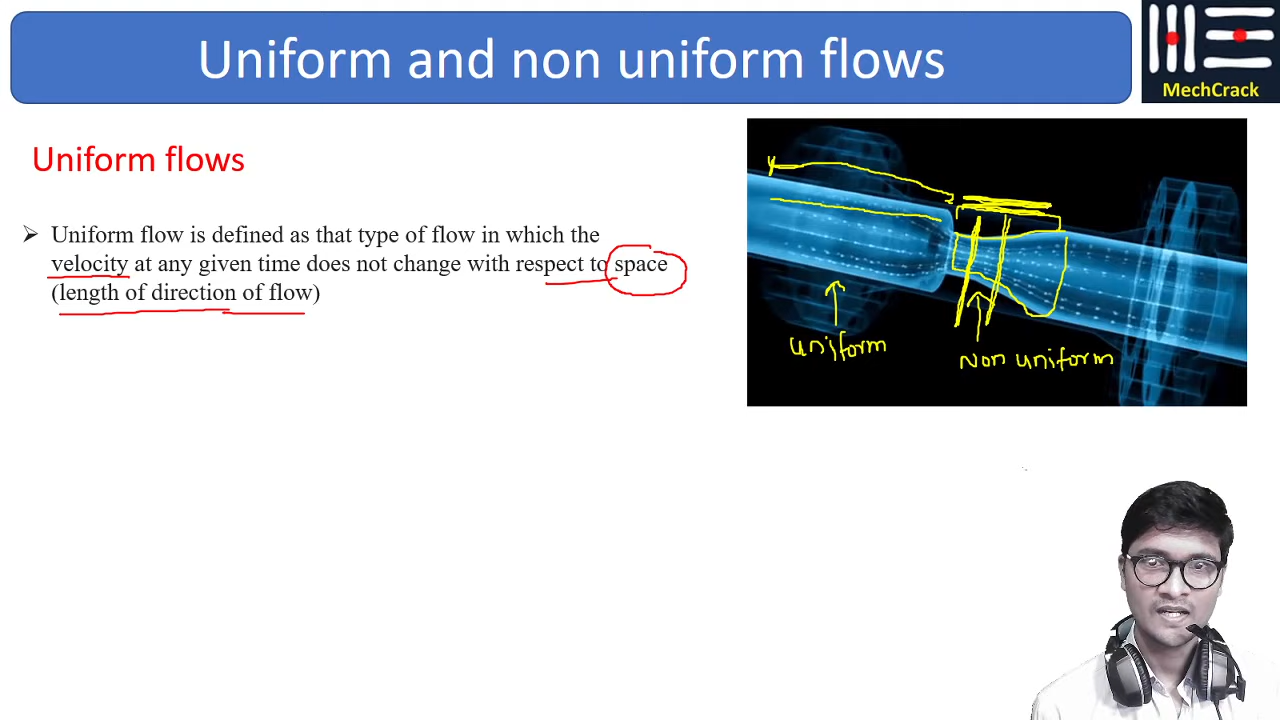 Uniform and non uniform flows
MechCrack
Uniform flows
➤ Uniform flow is defined as that type of flow in which the
velocity at any given time does not change with respect to space
(length of direction of flow)
uniform
Non uniform